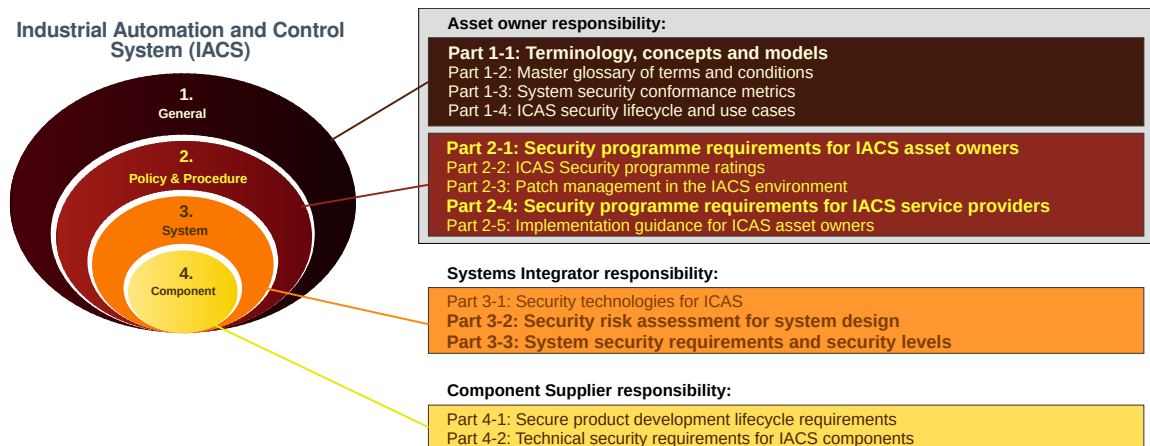 Industrial Automation and Control
System (IACS)
1.
General
2.
Policy & Procedure
3.
System
4.
Component
Asset owner responsibility:
Part 1-1: Terminology, concepts and models
Part 1-2: Master glossary of terms and conditions
Part 1-3: System security conformance metrics
Part 1-4: ICAS security lifecycle and use cases
Part 2-1: Security programme requirements for IACS asset owners
Part 2-2: ICAS Security programme ratings
Part 2-3: Patch management in the IACS environment
Part 2-4: Security programme requirements for IACS service providers
Part 2-5: Implementation guidance for ICAS asset owners
Systems Integrator responsibility:
Part 3-1: Security technologies for ICAS
Part 3-2: Security risk assessment for system design
Part 3-3: System security requirements and security levels
Component Supplier responsibility:
Part 4-1: Secure product development lifecycle requirements
Part 4-2: Technical security requirements for IACS components